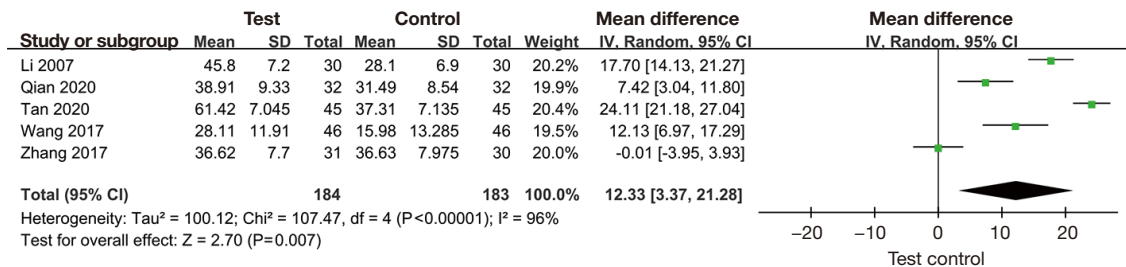 Test Control Mean difference Mean difference
Study or subgroup Mean SD Total Mean SD Total Weight IV, Random, 95% CI IV, Random, 95% CI
Li 2007 45.8 7.2 30 28.1 6.9 30 20.2% 17.70 [14.13, 21.27]
Qian 2020 38.91 9.33 32 31.49 8.54 32 19.9% 7.42 [3.04, 11.80]
Tan 2020 61.42 7.045 45 37.31 7.135 45 20.4% 24.11 [21.18, 27.04]
Wang 2017 28.11 11.91 46 15.98 13.285 46 19.5% 12.13 [6.97, 17.29]
Zhang 2017 36.62 7.7 31 36.63 7.975 30 20.0% -0.01 [-3.95, 3.93]
Total (95% CI) 184 183 100.0% 12.33 [3.37, 21.28]
Heterogeneity: Tau² = 100.12; Chi² = 107.47, df = 4 (P<0.00001); I² = 96%
Test for overall effect: Z = 2.70 (P=0.007)
−20 −10 0 10 20
Test control